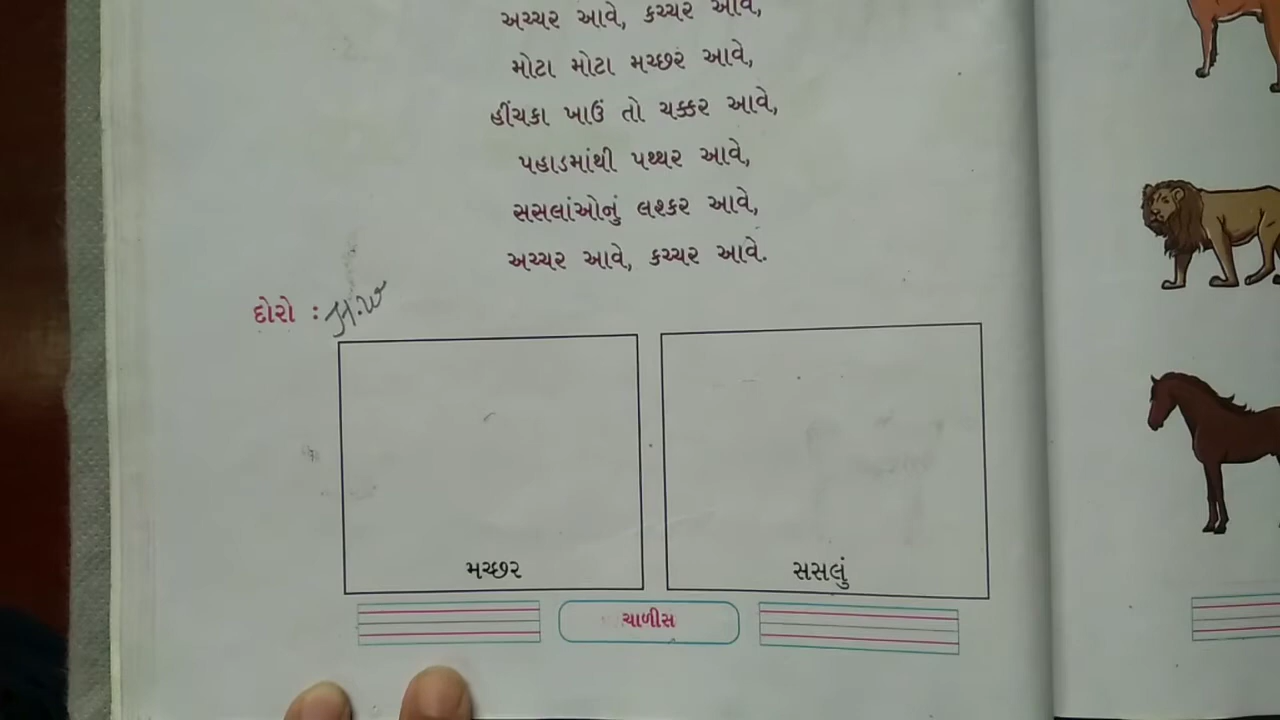 અચ્ચર આવે, કચ્ચર આવે,
મોટા મોટા મચ્છર આવે,
હીંચકા ખાઉં તો ચક્કર આવે,
પહાડમાંથી પથ્થર આવે,
સસલાંઓનું લશ્કર આવે,
અચ્ચર આવે, કચ્ચર આવે.
દોરો :
મચ્છર
સસલું
ચાળીસ